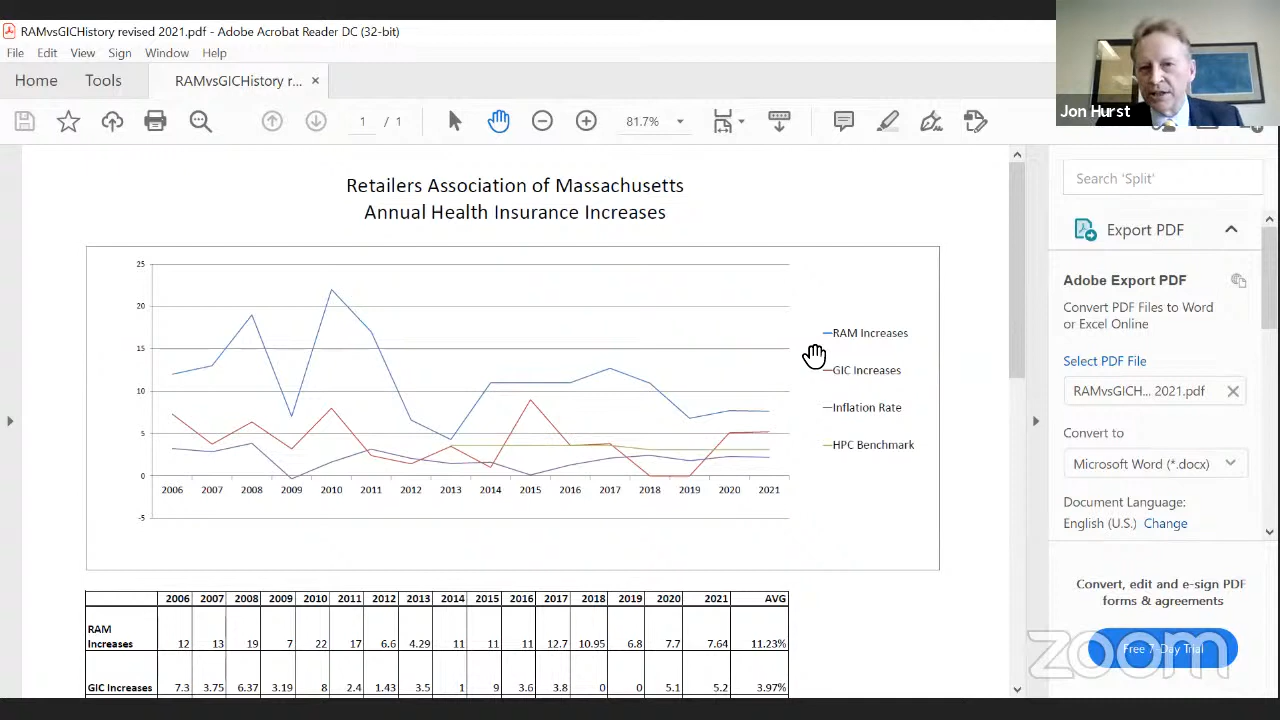 RAMvsGICHistory revised 2021.pdf - Adobe Acrobat Reader DC (32-bit)
File Edit View Sign Window Help
Home Tools RAMvsGICHistory r... ×
1 / 1 81.7%
Jon Hurst
Retailers Association of Massachusetts
Annual Health Insurance Increases
25
20
15
10
5
0
-5
2006 2007 2008 2009 2010 2011 2012 2013 2014 2015 2016 2017 2018 2019 2020 2021
RAM Increases
GIC Increases
Inflation Rate
HPC Benchmark
2006 2007 2008 2009 2010 2011 2012 2013 2014 2015 2016 2017 2018 2019 2020 2021 AVG
RAM
Increases 12 13 19 7 22 17 6.6 4.29 11 11 11 12.7 10.95 6.8 7.7 7.64 11.23%
GIC Increases 7.3 3.75 6.37 3.19 8 2.4 1.43 3.5 1 9 3.6 3.8 0 0 5.1 5.2 3.97%
Search 'Split'
Export PDF
Adobe Export PDF
Convert PDF Files to Word
or Excel Online
Select PDF File
RAMvsGICH... 2021.pdf
Convert to
Microsoft Word (*.docx)
Document Language:
English (U.S.) Change
Convert, edit and e-sign PDF
forms & agreements
Free 7-Day Trial
zoom